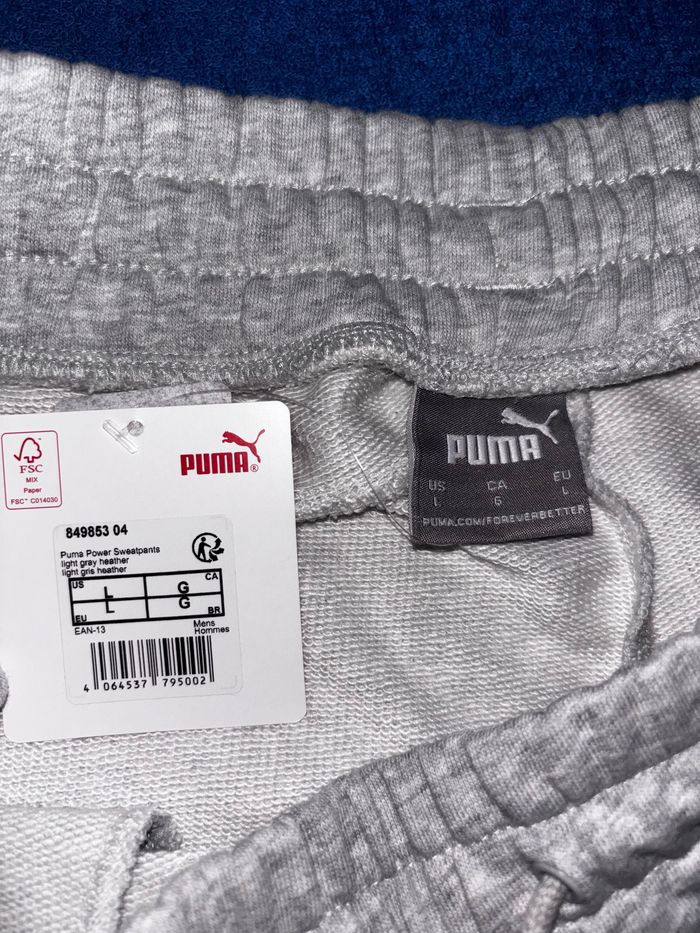 FSC
MIX
Paper
FSC™ C014030
PUMA®
849853 04
Puma Power Sweatpants
light gray heather
light gris heather
US L G CA
EU L G BR
EAN-13
Mens
Hommes
4 064537 795002
PUMA
US CA EU
L G L
PUMA.COM/FOREVERBETTER